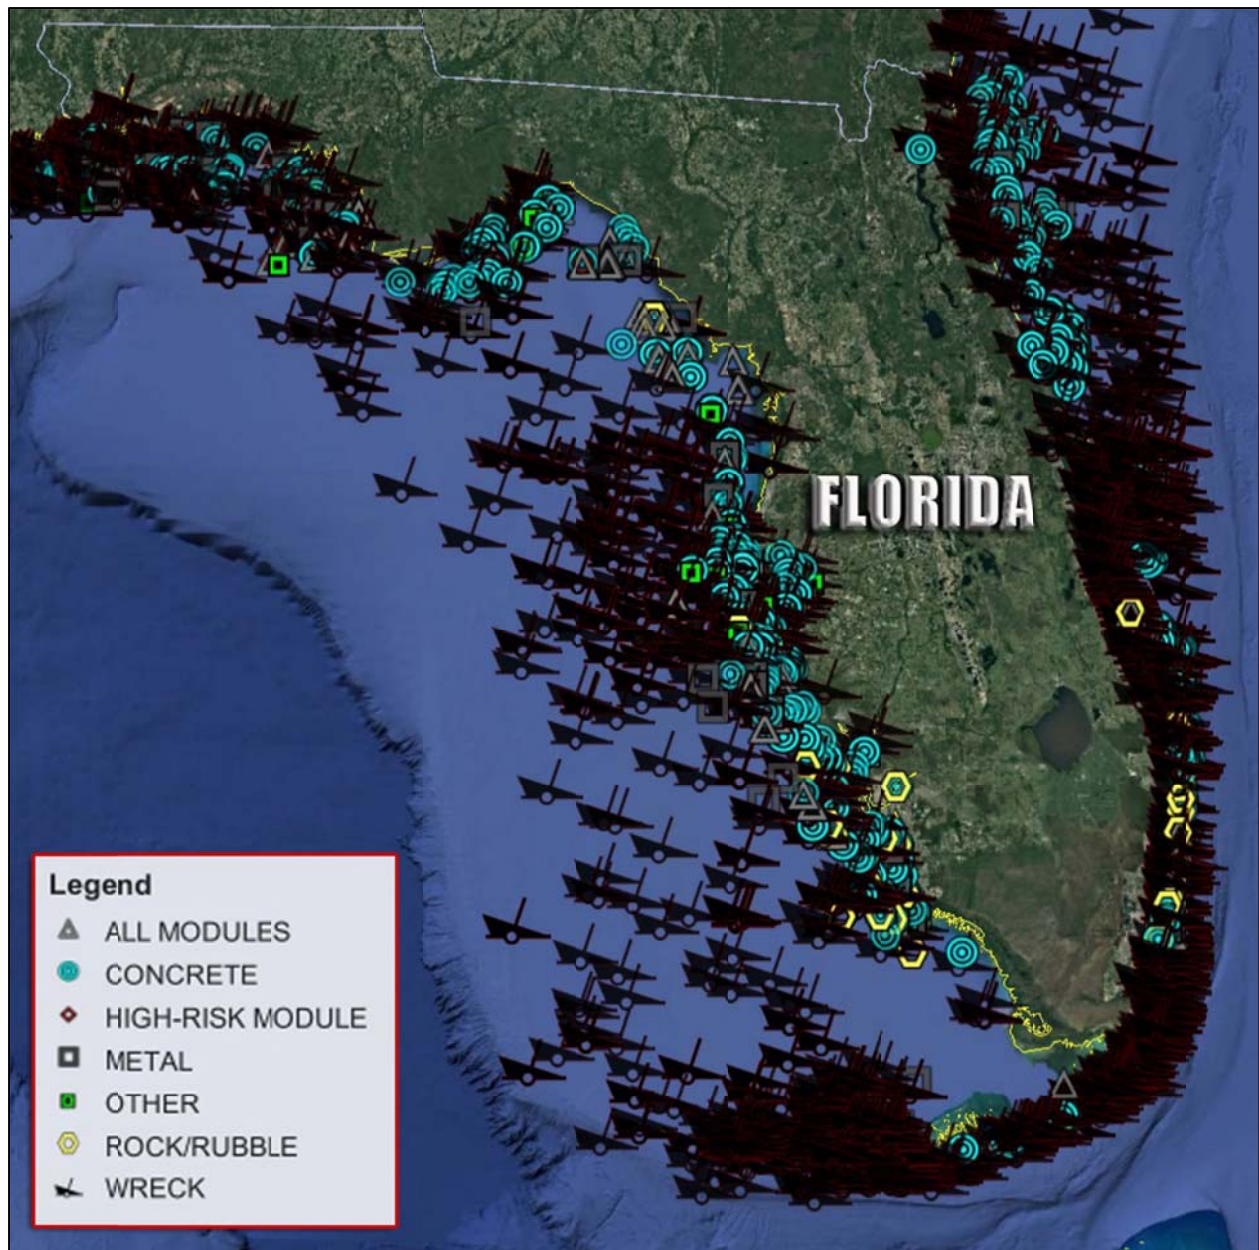 FLORIDA
Legend
ALL MODULES
CONCRETE
HIGH-RISK MODULE
METAL
OTHER
ROCK/RUBBLE
WRECK